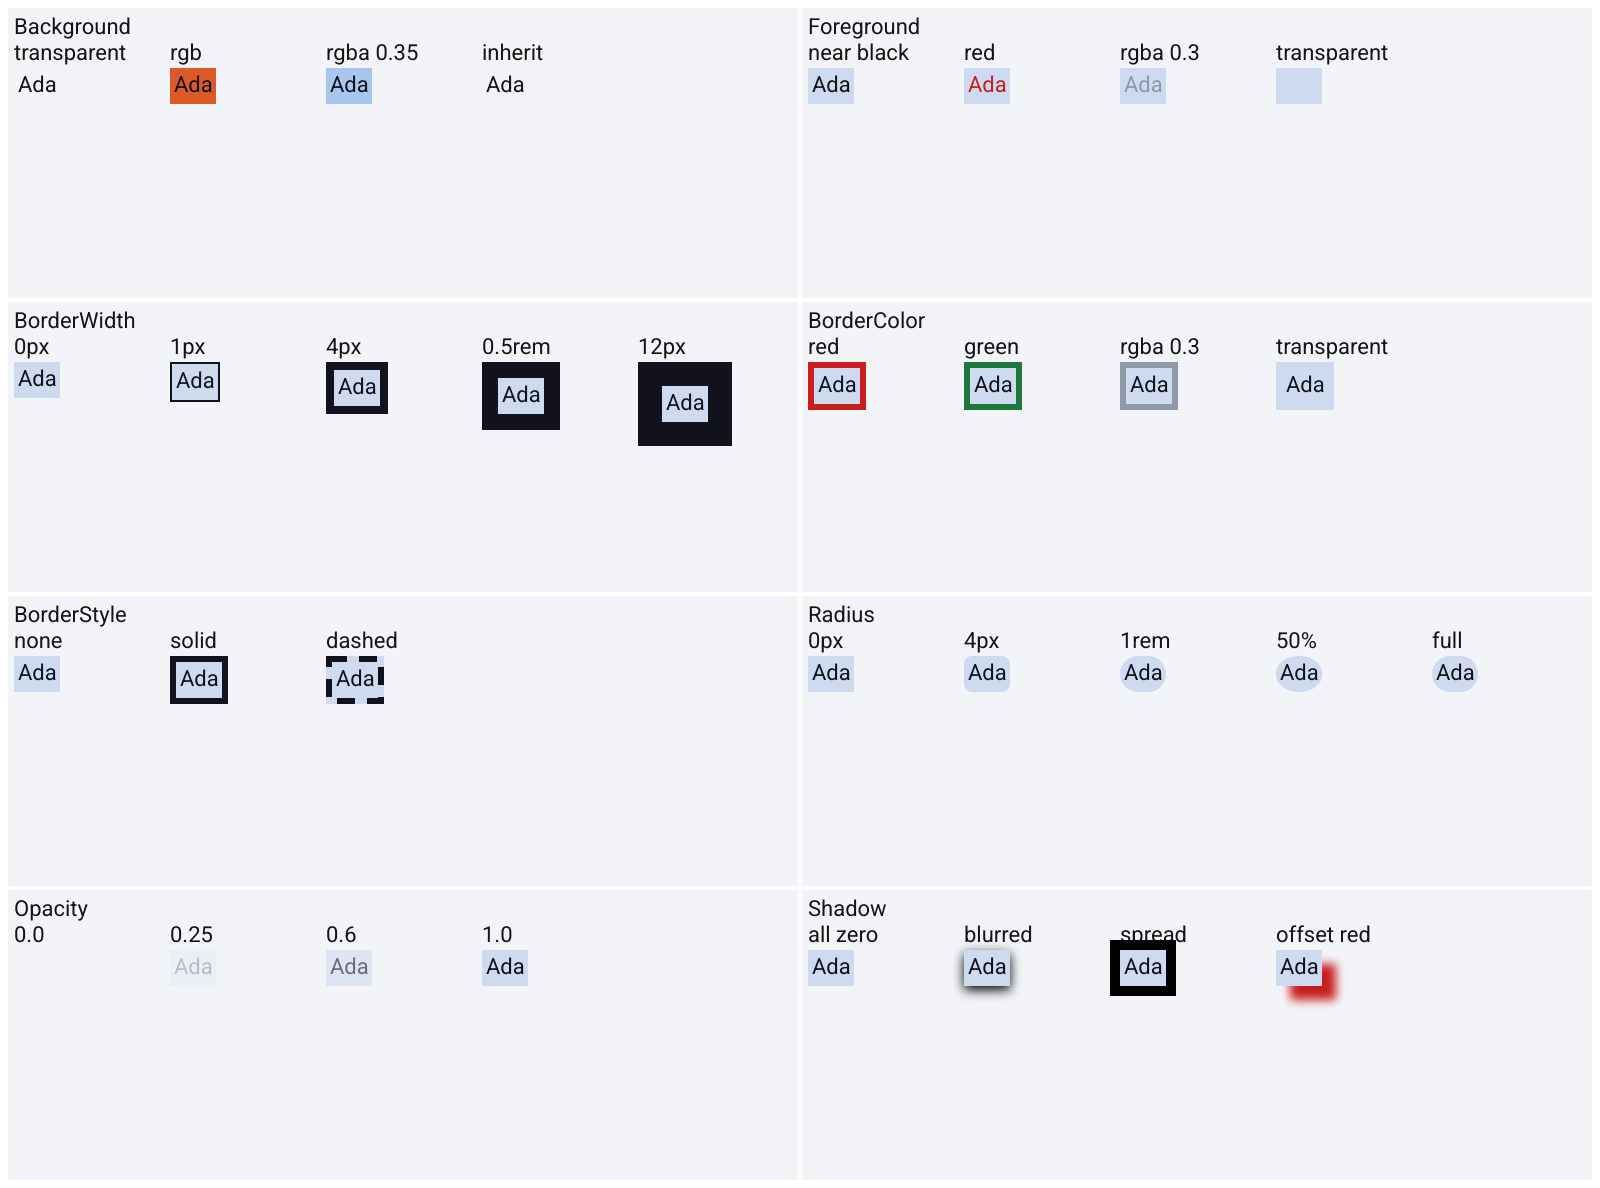 Background
transparent rgb rgba 0.35 inherit
Ada Ada Ada Ada
Foreground
near black red rgba 0.3 transparent
Ada Ada Ada
BorderWidth
0px 1px 4px 0.5rem 12px
Ada Ada Ada Ada Ada
BorderColor
red green rgba 0.3 transparent
Ada Ada Ada Ada
BorderStyle
none solid dashed
Ada Ada Ada
Radius
0px 4px 1rem 50% full
Ada Ada Ada Ada Ada
Opacity
0.0 0.25 0.6 1.0
Ada Ada Ada
Shadow
all zero blurred spread offset red
Ada Ada Ada Ada